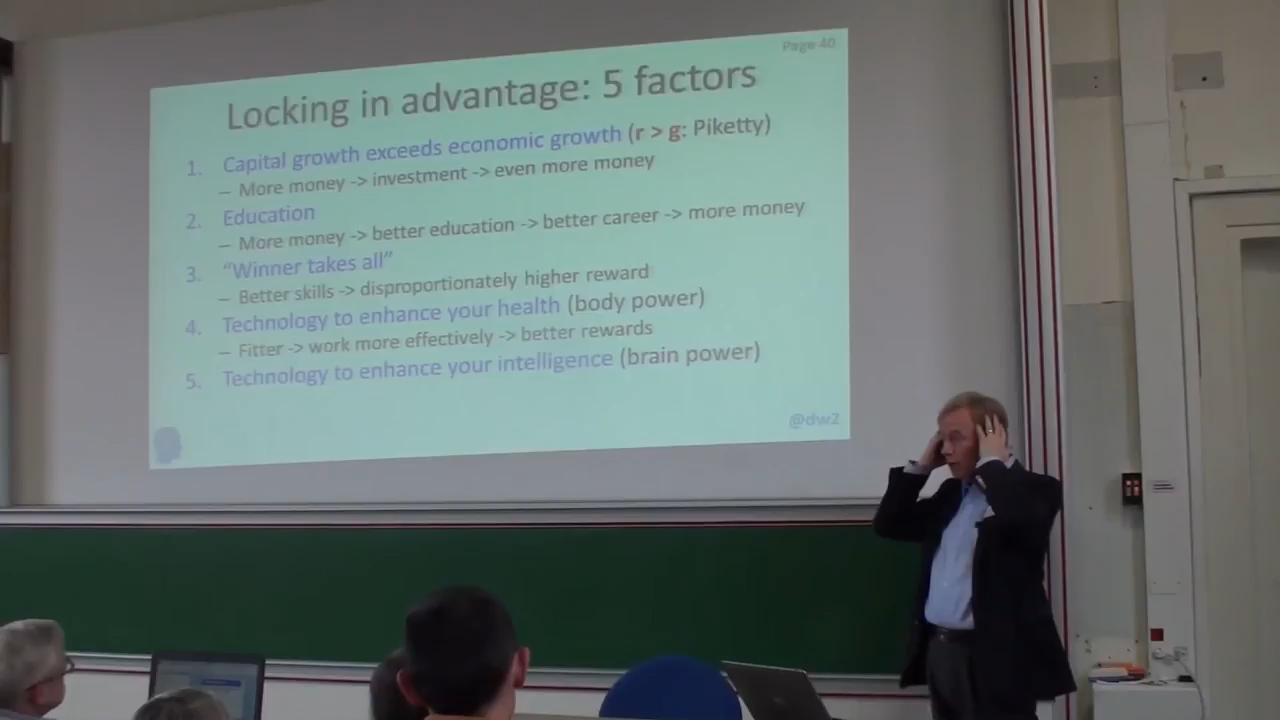 Page 40
Locking in advantage: 5 factors
1. Capital growth exceeds economic growth (r > g: Piketty)
– More money -> investment -> even more money
2. Education
– More money -> better education -> better career -> more money
3. “Winner takes all”
– Better skills -> disproportionately higher reward
4. Technology to enhance your health (body power)
– Fitter -> work more effectively -> better rewards
5. Technology to enhance your intelligence (brain power)
@dw2